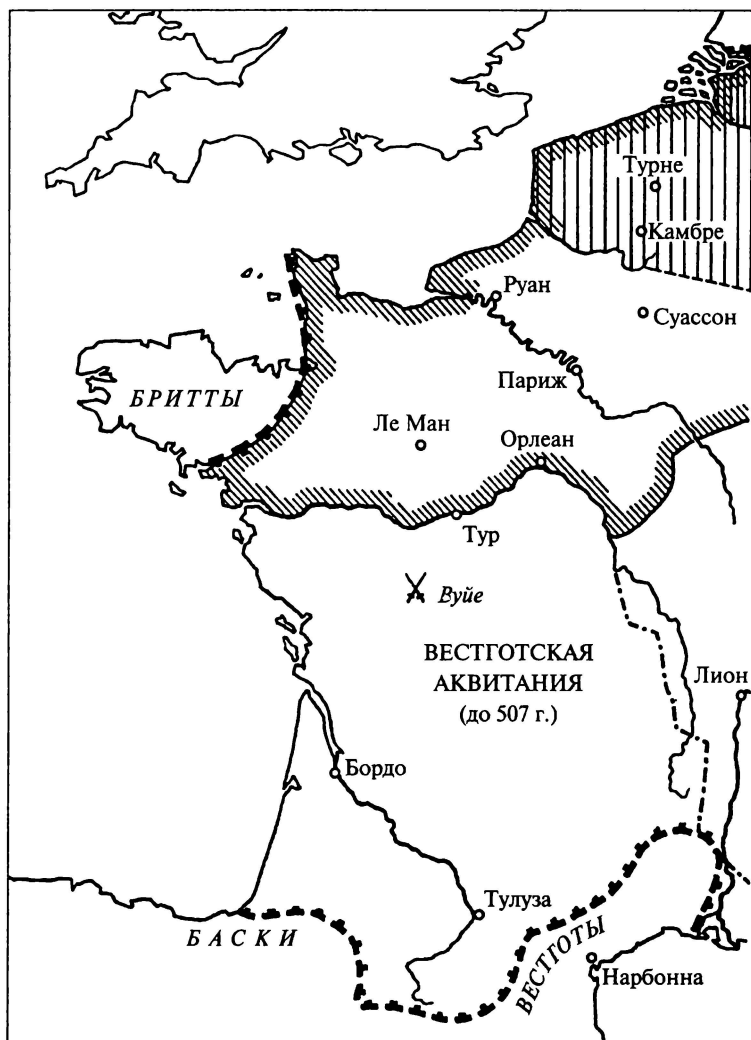 Турне
Камбре
Руан
Суассон
Париж
БРИТТЫ
Ле Ман
Орлеан
Тур
Вуйе
ВЕСТГОТСКАЯ
АКВИТАНИЯ
(до 507 г.)
Лион
Бордо
Тулуза
БАСКИ
ВЕСТГОТЫ
Нарбонна